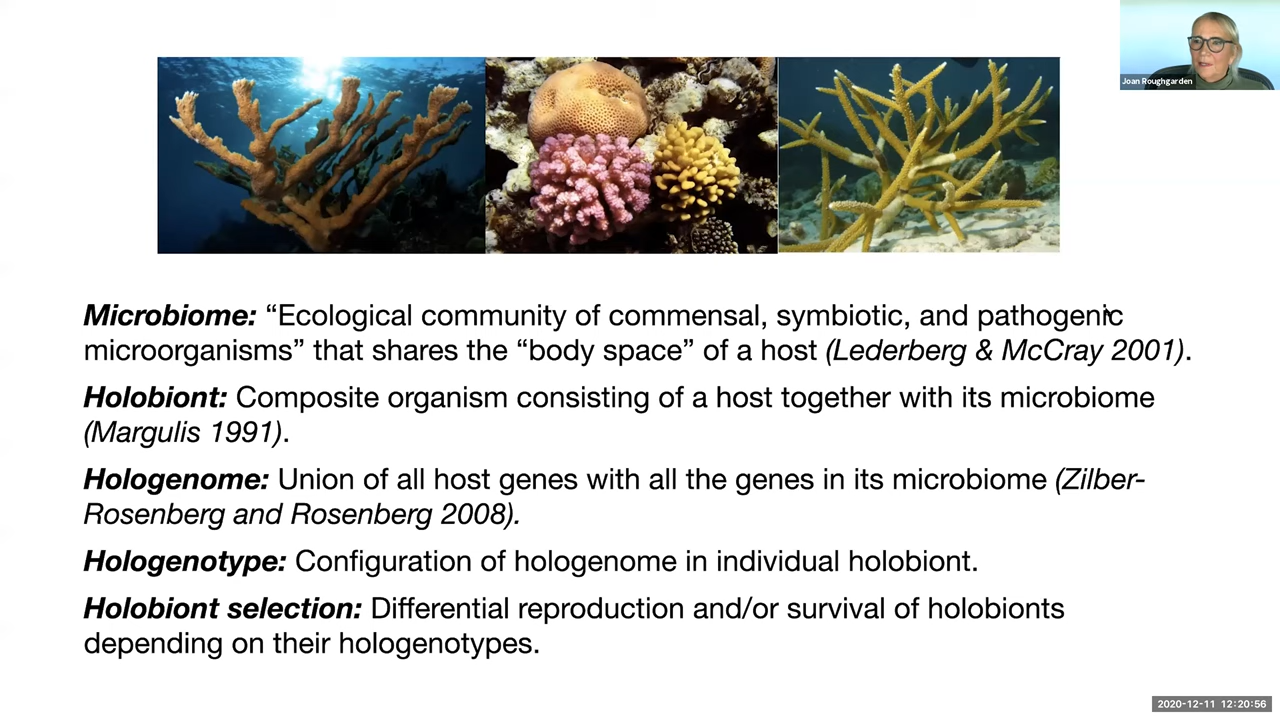 Joan Roughgarden
Microbiome: “Ecological community of commensal, symbiotic, and pathogenic
microorganisms” that shares the “body space” of a host (Lederberg & McCray 2001).
Holobiont: Composite organism consisting of a host together with its microbiome
(Margulis 1991).
Hologenome: Union of all host genes with all the genes in its microbiome (Zilber-
Rosenberg and Rosenberg 2008).
Hologenotype: Configuration of hologenome in individual holobiont.
Holobiont selection: Differential reproduction and/or survival of holobionts
depending on their hologenotypes.
2020-12-11 12:20:56